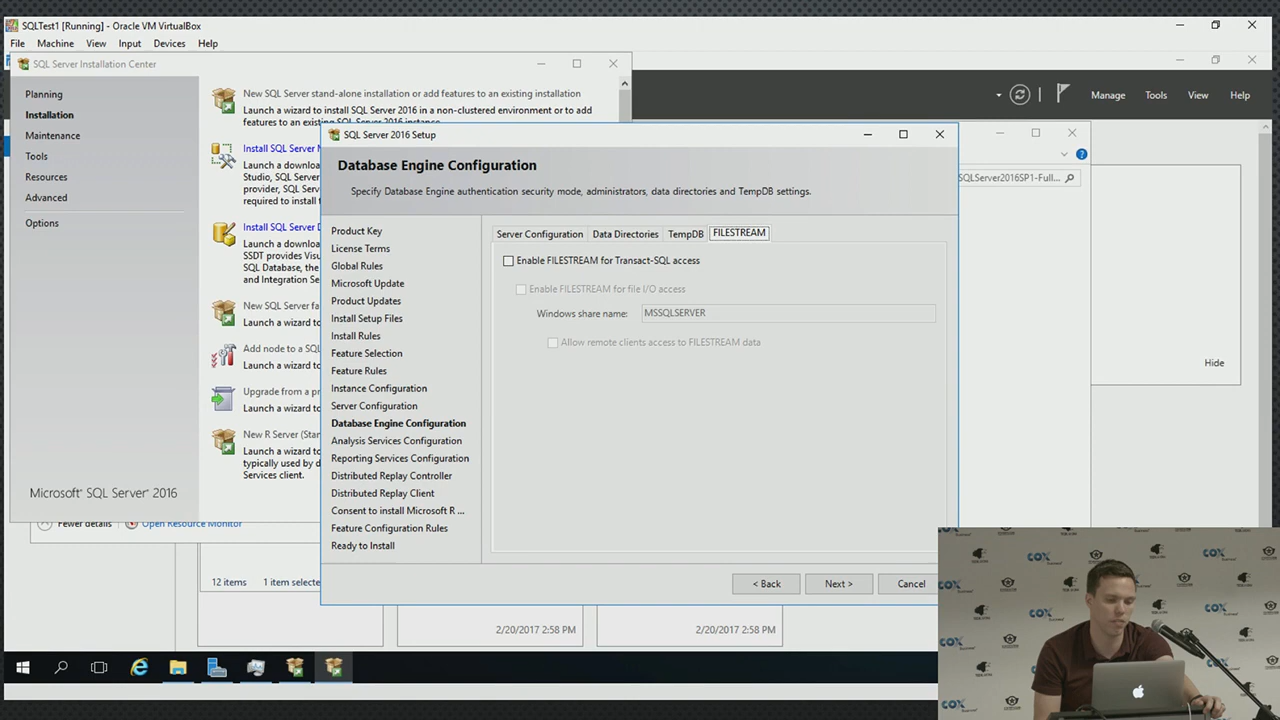 SQLTest1 [Running] - Oracle VM VirtualBox
File Machine View Input Devices Help
SQL Server Installation Center
Manage Tools View Help
Planning
Installation
Maintenance
Tools
Resources
Advanced
Options
Microsoft SQL Server 2016
New SQL Server stand-alone installation or add features to an existing installation
Launch a wizard to install SQL Server 2016 in a non-clustered environment or to add
features to an existing SQL Server 2016 instance.
Install SQL Server M
Launch a downloa
Studio, SQL Serve
provider, SQL Serv
required to install
Install SQL Server D
Launch a downloa
SSDT provides Visu
SQL Database, the
and Integration Se
New SQL Server fa
Launch a wizard to
Add node to a SQL
Launch a wizard to
Upgrade from a pr
Launch a wizard to
New R Server (Stan
Launch a wizard to
typically used by d
Services client.
SQL Server 2016 Setup
Database Engine Configuration
Specify Database Engine authentication security mode, administrators, data directories and TempDB settings.
Product Key
License Terms
Global Rules
Microsoft Update
Product Updates
Install Setup Files
Install Rules
Feature Selection
Feature Rules
Instance Configuration
Server Configuration
Database Engine Configuration
Analysis Services Configuration
Reporting Services Configuration
Distributed Replay Controller
Distributed Replay Client
Consent to install Microsoft R ...
Feature Configuration Rules
Ready to Install
Server Configuration Data Directories TempDB FILESTREAM
Enable FILESTREAM for Transact-SQL access
Enable FILESTREAM for file I/O access
Windows share name: MSSQLSERVER
Allow remote clients access to FILESTREAM data
< Back Next > Cancel
SQLServer2016SP1-Full...
Hide
Fewer details Open Resource Monitor
12 items 1 item selecte
2/20/2017 2:58 PM 2/20/2017 2:58 PM
COX
COX
COX
COX
COX
COX